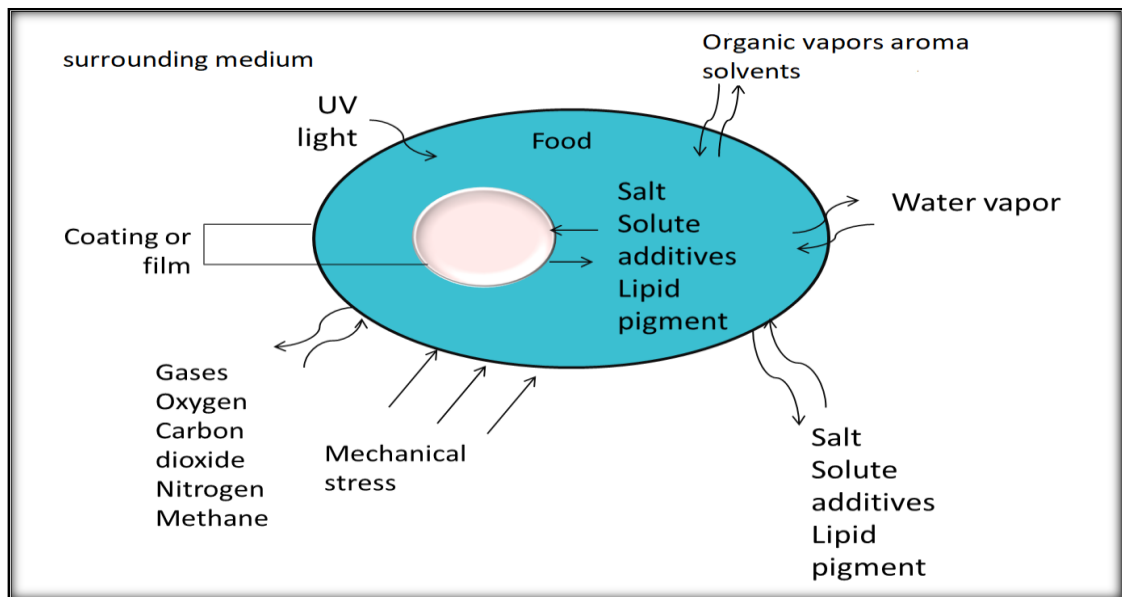 surrounding medium
Organic vapors aroma
solvents
UV
light
Food
Salt
Solute
additives
Lipid
pigment
Water vapor
Coating or
film
Gases
Oxygen
Carbon
dioxide
Nitrogen
Methane
Mechanical
stress
Salt
Solute
additives
Lipid
pigment